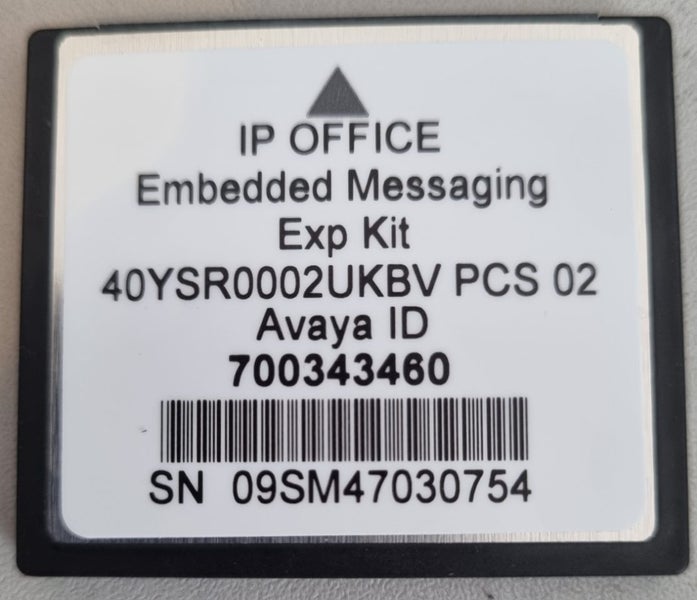 IP OFFICE
Embedded Messaging
Exp Kit
40YSR0002UKBV PCS 02
Avaya ID
700343460
SN 09SM47030754